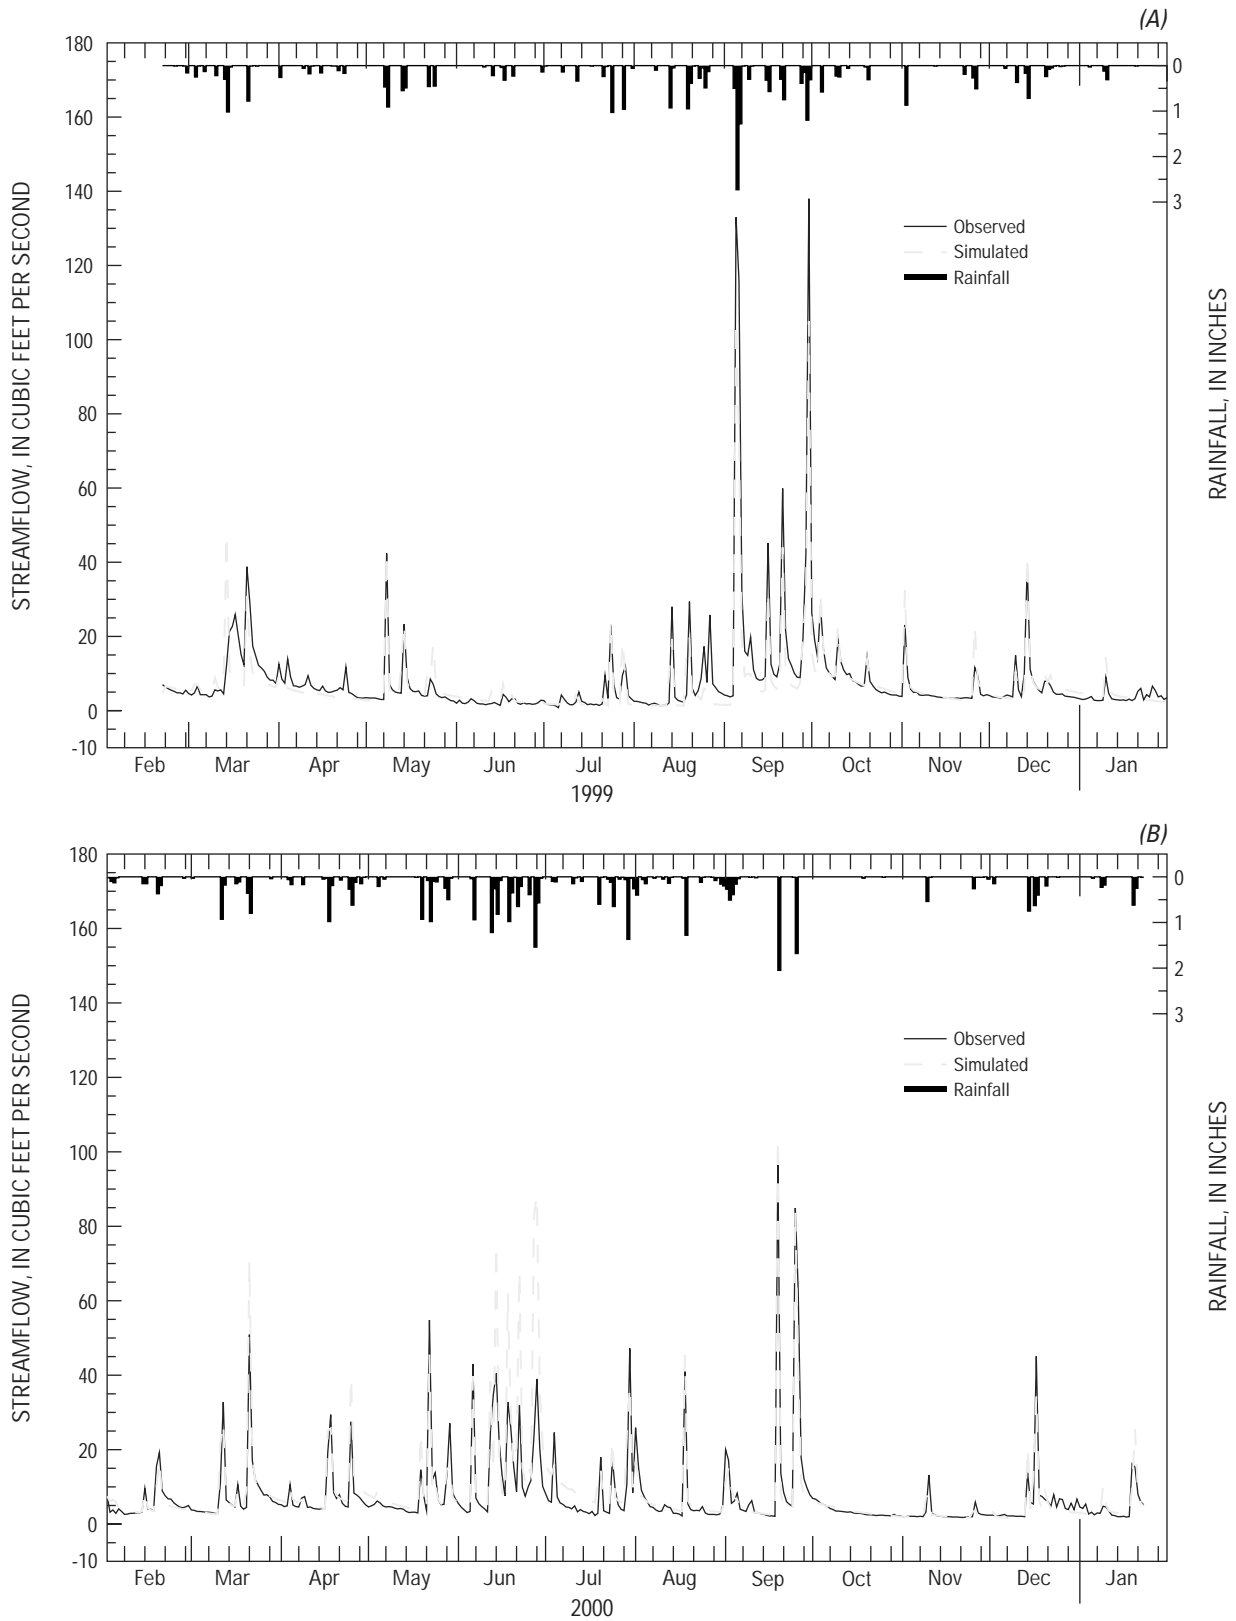 (A)
180
160
140
120
100
80
60
40
20
0
-10
STREAMFLOW, IN CUBIC FEET PER SECOND
0
1
2
3
RAINFALL, IN INCHES
Observed
Simulated
Rainfall
Feb Mar Apr May Jun Jul Aug Sep Oct Nov Dec Jan
1999
(B)
180
160
140
120
100
80
60
40
20
0
-10
STREAMFLOW, IN CUBIC FEET PER SECOND
0
1
2
3
RAINFALL, IN INCHES
Observed
Simulated
Rainfall
Feb Mar Apr May Jun Jul Aug Sep Oct Nov Dec Jan
2000